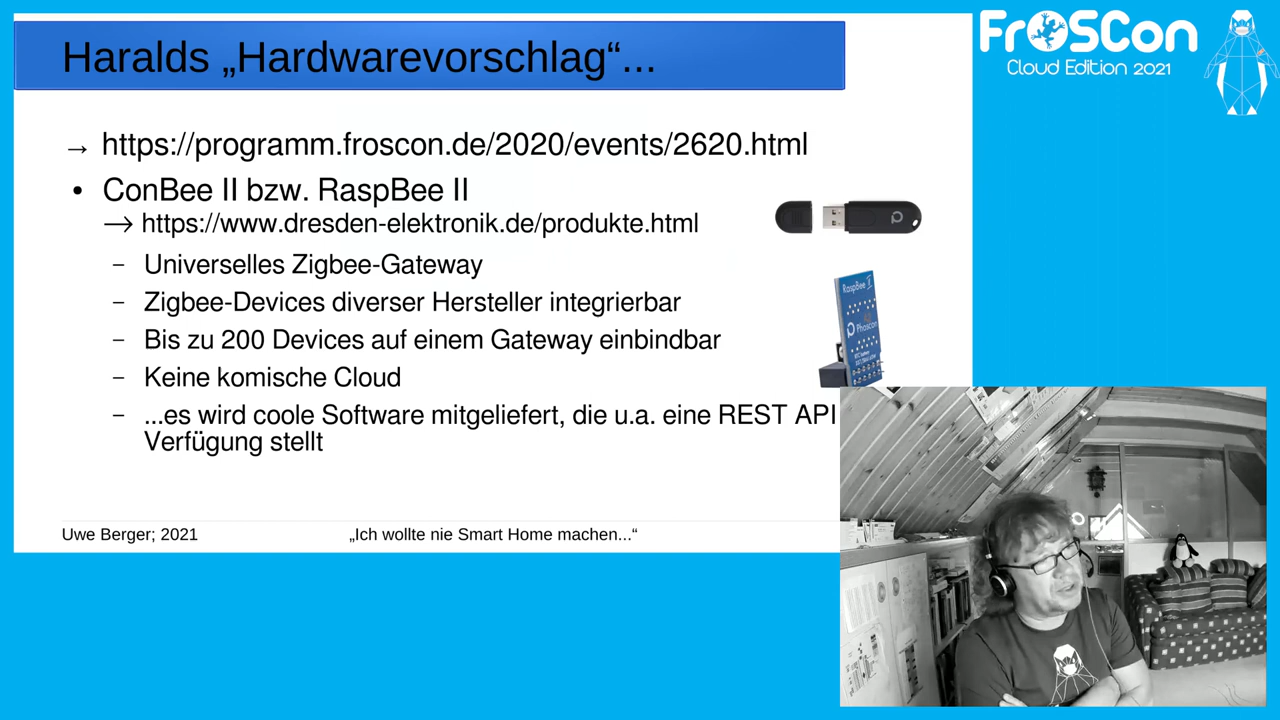 Haralds „Hardwarevorschlag“...
FrOSCon
Cloud Edition 2021
→ https://programm.froscon.de/2020/events/2620.html
• ConBee II bzw. RaspBee II
→ https://www.dresden-elektronik.de/produkte.html
– Universelles Zigbee-Gateway
– Zigbee-Devices diverser Hersteller integrierbar
– Bis zu 200 Devices auf einem Gateway einbindbar
– Keine komische Cloud
– ...es wird coole Software mitgeliefert, die u.a. eine REST API
Verfügung stellt
RaspBee II
Phoscon
Uwe Berger; 2021
„Ich wollte nie Smart Home machen...“